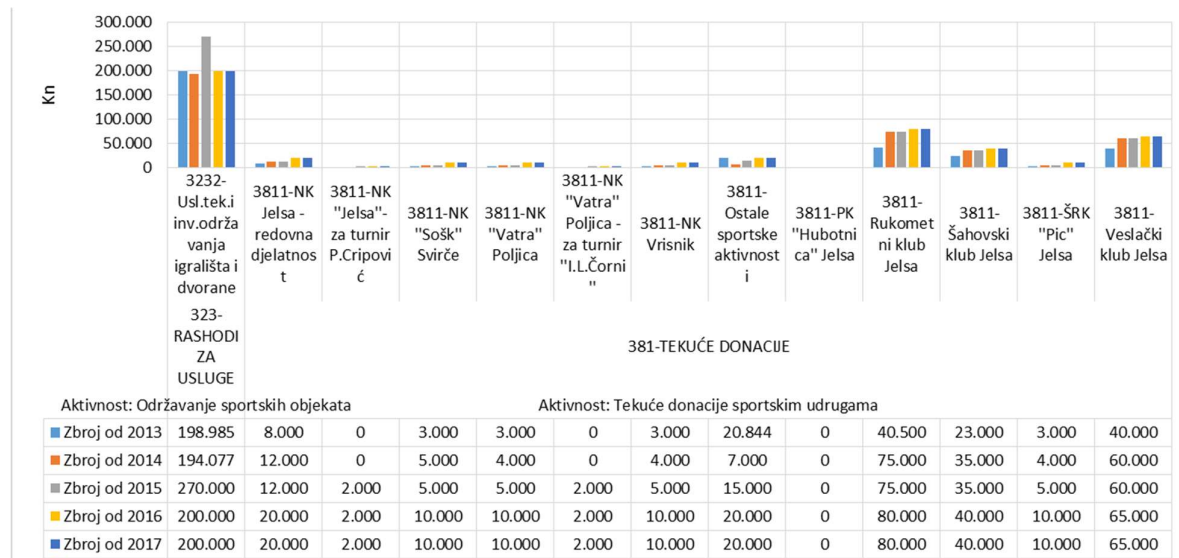 300.000
250.000
200.000
150.000
100.000
50.000
0
Kn
3232-
Usl.tek.i
inv.održa
vanja
igrališta i
dvorane
3811-NK
Jelsa -
redovna
djelatnos
t
3811-NK
"Jelsa"-
za turnir
P.Cripovi
ć
3811-NK
"Sošk"
Svirče
3811-NK
"Vatra"
Poljica
3811-NK
"Vatra"
Poljica -
za turnir
"I.L.Čorni
"
3811-NK
Vrisnik
3811-
Ostale
sportske
aktivnost
i
3811-PK
"Hubotni
ca" Jelsa
3811-
Rukomet
ni klub
Jelsa
3811-
Šahovski
klub Jelsa
3811-ŠRK
"Pic"
Jelsa
3811-
Veslački
klub Jelsa
323-
RASHODI
ZA
USLUGE
381-TEKUĆE DONACIJE
Aktivnost: Održavanje sportskih objekata Aktivnost: Tekuće donacije sportskim udrugama
Zbroj od 2013 198.985 8.000 0 3.000 3.000 0 3.000 20.844 0 40.500 23.000 3.000 40.000
Zbroj od 2014 194.077 12.000 0 5.000 4.000 0 4.000 7.000 0 75.000 35.000 4.000 60.000
Zbroj od 2015 270.000 12.000 2.000 5.000 5.000 2.000 5.000 15.000 0 75.000 35.000 5.000 60.000
Zbroj od 2016 200.000 20.000 2.000 10.000 10.000 2.000 10.000 20.000 0 80.000 40.000 10.000 65.000
Zbroj od 2017 200.000 20.000 2.000 10.000 10.000 2.000 10.000 20.000 0 80.000 40.000 10.000 65.000